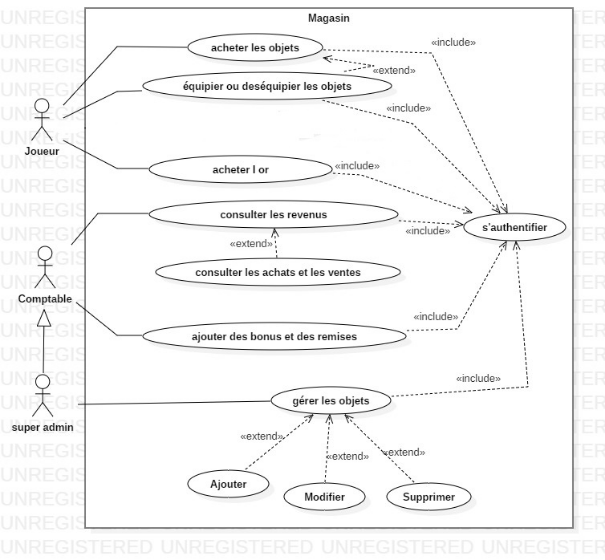 Magasin
acheter les objets
«include»
«extend»
équipier ou deséquipier les objets
«include»
Joueur
acheter l or
«include»
consulter les revenus
«include»
s'authentifier
«extend»
consulter les achats et les ventes
Comptable
«include»
ajouter des bonus et des remises
«include»
gérer les objets
super admin
«extend»
«extend»
«extend»
Ajouter
Modifier
Supprimer
UNREGISTERED UNREGISTERED UNREGISTERED UNREGISTERED